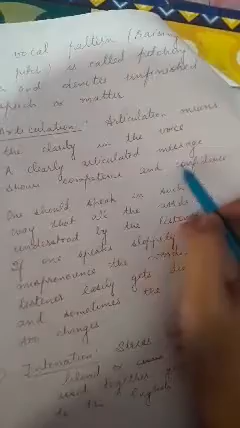 vocal pattern
pitch) is called pitching
and denotes
speech or matter
Articulation: Articulation means
the clarity in the voice
A clearly articulated message
shows competence and confidence
One should speak in such
way that all the words
understood by the listener
If one speaks sloppily
mispronounce the words
listener easily gets
and sometimes the
too changes
Intonation: Stress
blend or
used together
to the English